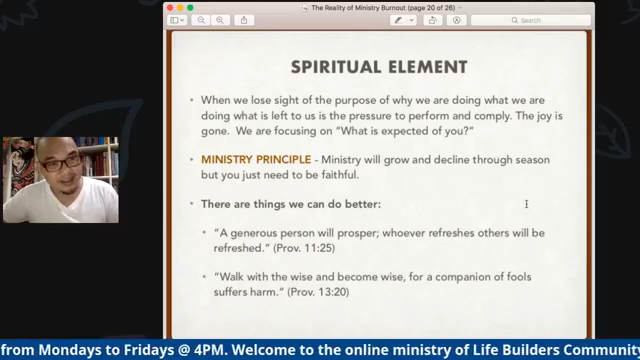 The Reality of Ministry Burnout (page 20 of 26)
Search
SPIRITUAL ELEMENT
• When we lose sight of the purpose of why we are doing what we are
doing what is left to us is the pressure to perform and comply. The joy is
gone. We are focusing on "What is expected of you?"
• MINISTRY PRINCIPLE - Ministry will grow and decline through season
but you just need to be faithful.
• There are things we can do better:
• "A generous person will prosper; whoever refreshes others will be
refreshed." (Prov. 11:25)
• "Walk with the wise and become wise, for a companion of fools
suffers harm." (Prov. 13:20)
from Mondays to Fridays @ 4PM. Welcome to the online ministry of Life Builders Community